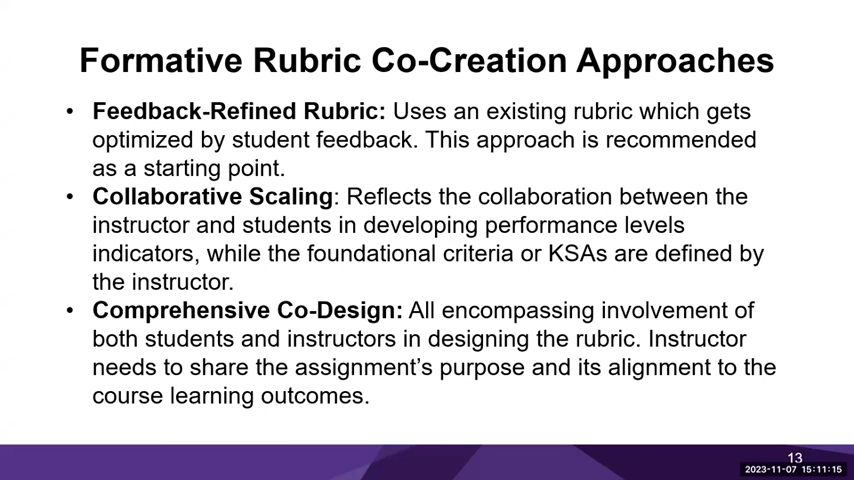 Formative Rubric Co-Creation Approaches
• Feedback-Refined Rubric: Uses an existing rubric which gets
optimized by student feedback. This approach is recommended
as a starting point.
• Collaborative Scaling: Reflects the collaboration between the
instructor and students in developing performance levels
indicators, while the foundational criteria or KSAs are defined by
the instructor.
• Comprehensive Co-Design: All encompassing involvement of
both students and instructors in designing the rubric. Instructor
needs to share the assignment's purpose and its alignment to the
course learning outcomes.
13
2023-11-07 15:11:15